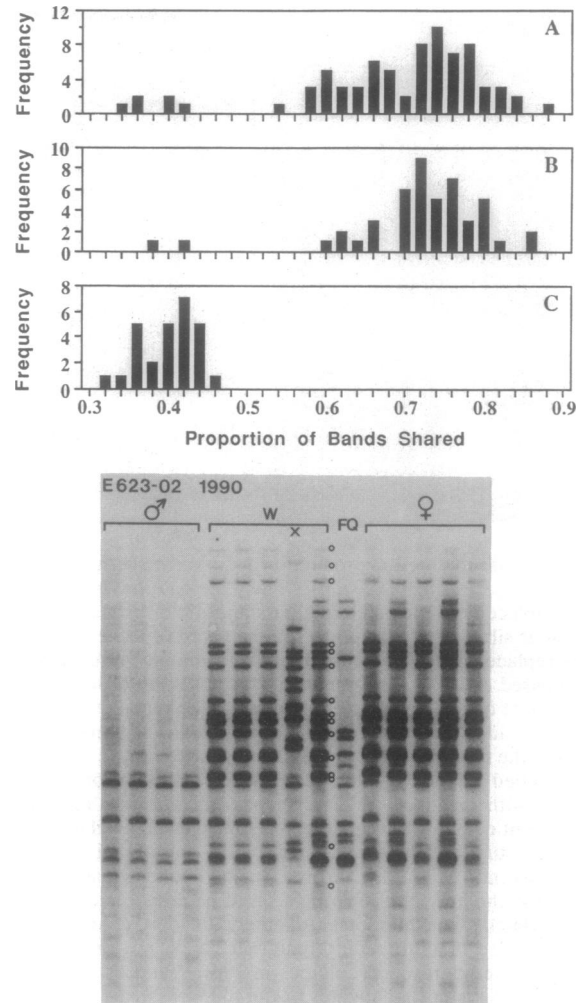 12
8
4
0
Frequency
A
10
8
6
4
2
0
Frequency
B
8
6
4
2
0
Frequency
C
0.3 0.4 0.5 0.6 0.7 0.8 0.9
Proportion of Bands Shared
E623-02 1990
♂ W FQ ♀
x